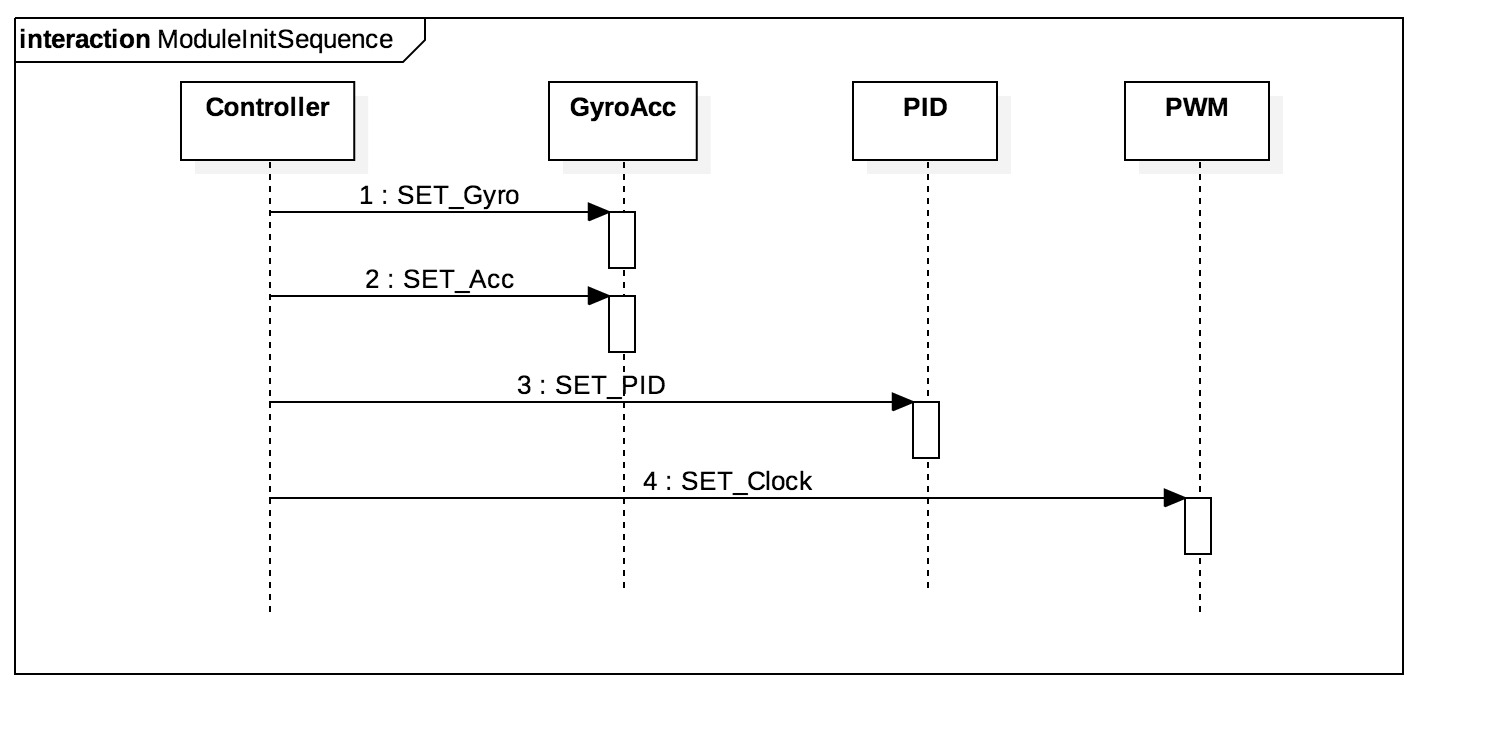 interaction ModuleInitSequence
Controller
GyroAcc
PID
PWM
1 : SET_Gyro
2 : SET_Acc
3 : SET_PID
4 : SET_Clock